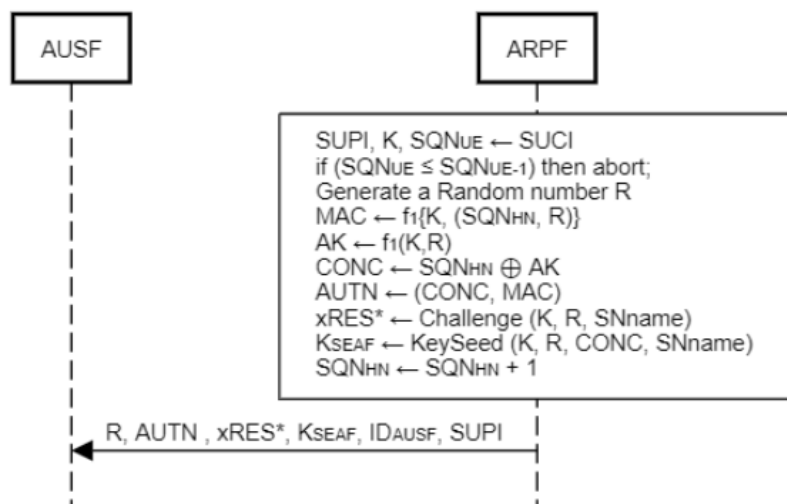 AUSF
ARPF
SUPI, K, SQNUE ← SUCI
if (SQNUE ≤ SQNUE-1) then abort;
Generate a Random number R
MAC ← f1{K, (SQNHN, R)}
AK ← f1(K,R)
CONC ← SQNHN ⊕ AK
AUTN ← (CONC, MAC)
xRES* ← Challenge (K, R, SNname)
KSEAF ← KeySeed (K, R, CONC, SNname)
SQNHN ← SQNHN + 1
R, AUTN , xRES*, KSEAF, IDAUSF, SUPI